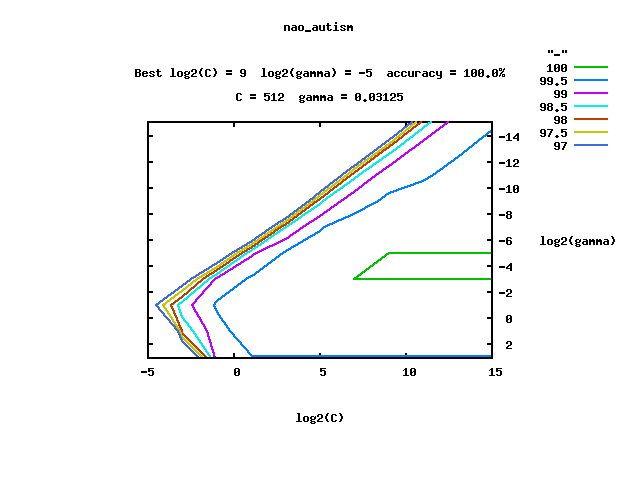 nao_autism
Best log2(C) = 9  log2(gamma) = -5  accuracy = 100.0%
C = 512  gamma = 0.03125
"_"
100
99.5
99
98.5
98
97.5
97
-14
-12
-10
-8
-6
-4
-2
0
2
log2(gamma)
-5 0 5 10 15
log2(C)